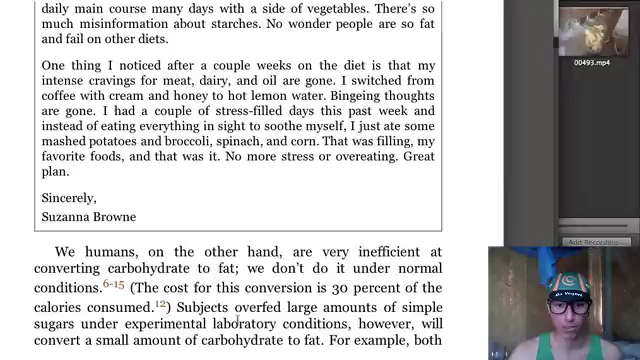 daily main course many days with a side of vegetables. There's so
much misinformation about starches. No wonder people are so fat
and fail on other diets.
One thing I noticed after a couple weeks on the diet is that my
intense cravings for meat, dairy, and oil are gone. I switched from
coffee with cream and honey to hot lemon water. Bingeing thoughts
are gone. I had a couple of stress-filled days this past week and
instead of eating everything in sight to soothe myself, I just ate some
mashed potatoes and broccoli, spinach, and corn. That was filling, my
favorite foods, and that was it. No more stress or overeating. Great
plan.
Sincerely,
Suzanna Browne
We humans, on the other hand, are very inefficient at
converting carbohydrate to fat; we don't do it under normal
conditions.6-15 (The cost for this conversion is 30 percent of the
calories consumed.12) Subjects overfed large amounts of simple
sugars under experimental laboratory conditions, however, will
convert a small amount of carbohydrate to fat. For example, both
00493.mp4
Add Recording